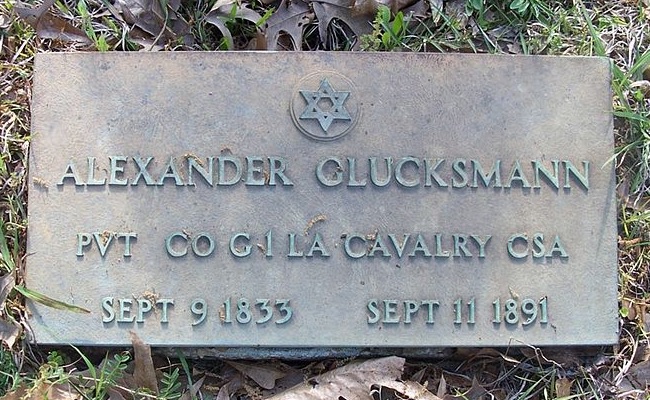 ALEXANDER GLUCKSMANN
PVT CO G 1 LA CAVALRY CSA
SEPT 9 1833 SEPT 11 1891